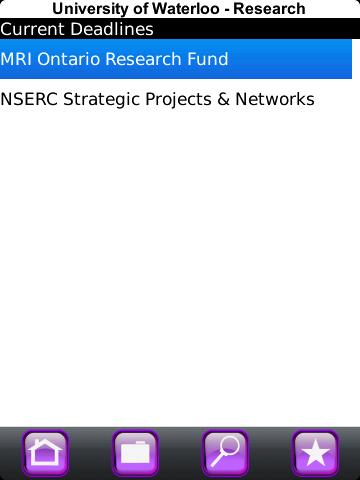 University of Waterloo - Research
Current Deadlines
MRI Ontario Research Fund
NSERC Strategic Projects & Networks